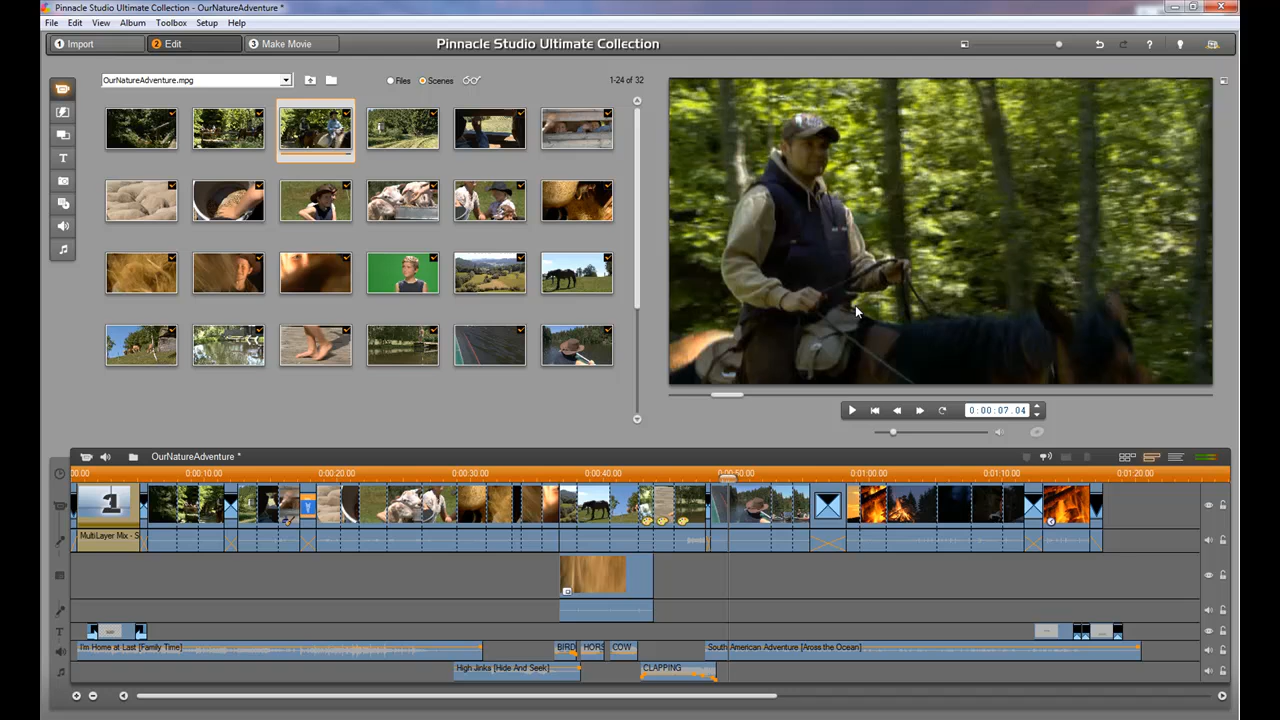 Pinnacle Studio Ultimate Collection - OurNatureAdventure *
File Edit View Album Toolbox Setup Help
1 Import 2 Edit 3 Make Movie Pinnacle Studio Ultimate Collection
OurNatureAdventure.mpg Files Scenes 1-24 of 32
0:00:07.04
OurNatureAdventure *
00.00 0:00:10.00 0:00:20.00 0:00:30.00 0:00:40.00 0:00:50.00 0:01:00.00 0:01:10.00 0:01:20.00
1
MultiLayer Mix - S
I'm Home at Last [Family Time] BIRD HORS COW South American Adventure [Aross the Ocean]
High Jinks [Hide And Seek] CLAPPING